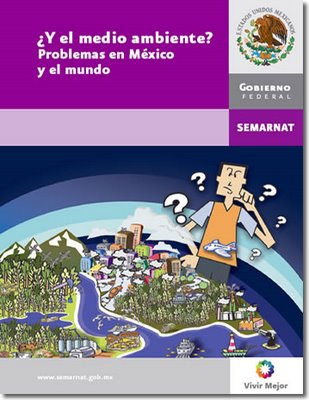 ¿Y el medio ambiente?
Problemas en México
y el mundo
ESTADOS UNIDOS MEXICANOS
GOBIERNO
FEDERAL
SEMARNAT
? ? ? ? ?
www.semarnat.gob.mx
Vivir Mejor